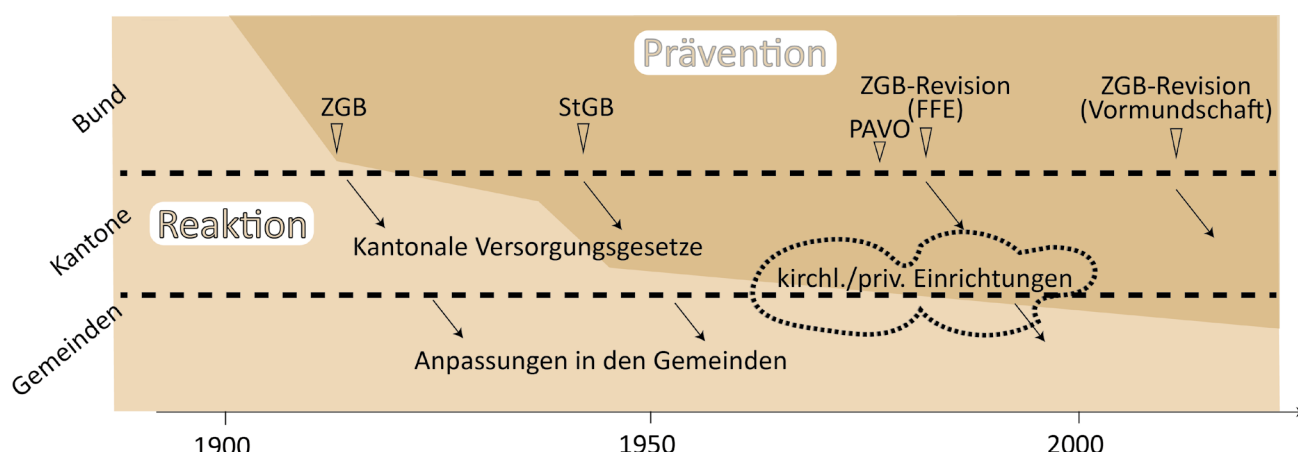 Prävention
Bund
ZGB
StGB
PAVO
ZGB-Revision
(FFE)
ZGB-Revision
(Vormundschaft)
Kantone
Reaktion
Kantonale Versorgungsgesetze
kirchl./priv. Einrichtungen
Gemeinden
Anpassungen in den Gemeinden
1900
1950
2000